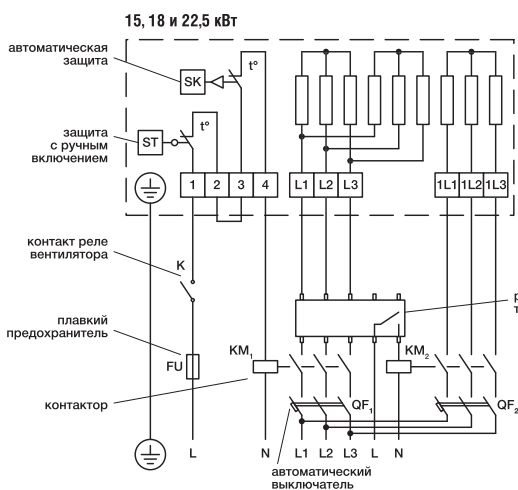 15, 18 и 22,5 кВт
автоматическая
защита
SK
t°
защита
с ручным
включением
ST
t°
1 2 3 4 L1 L2 L3 1L1 1L2 1L3
контакт реле
вентилятора
K
плавкий
предохранитель
FU
KM1
KM2
контактор
QF1
QF2
L N L1 L2 L3 L N
автоматический
выключатель